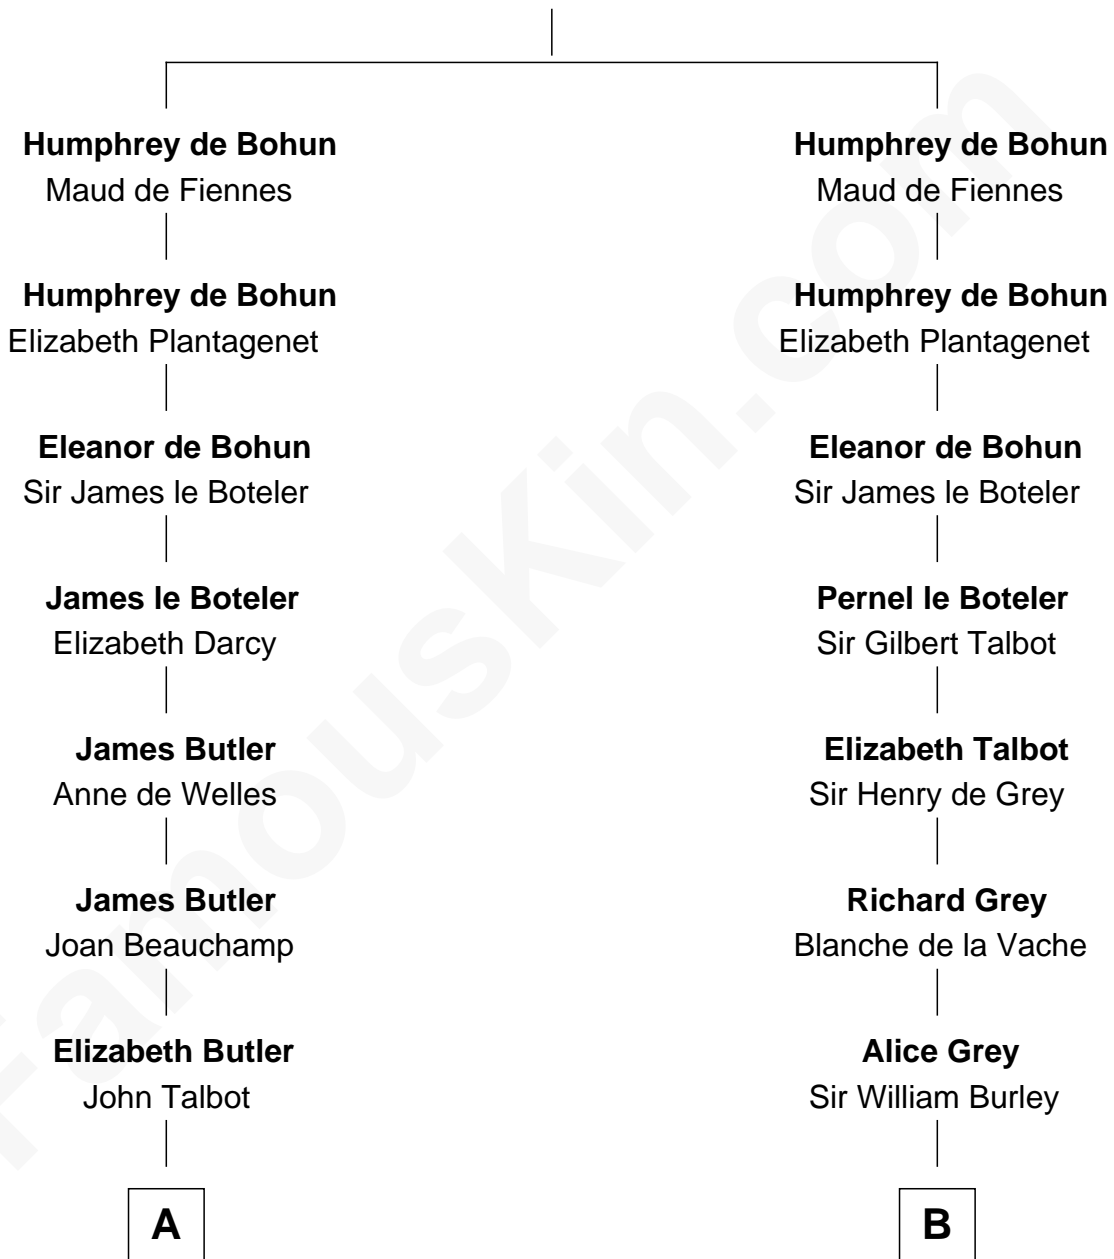 Humphrey de Bohun
Maud de Fiennes
Humphrey de Bohun
Elizabeth Plantagenet
Eleanor de Bohun
Sir James le Boteler
James le Boteler
Elizabeth Darcy
James Butler
Anne de Welles
James Butler
Joan Beauchamp
Elizabeth Butler
John Talbot
A
Humphrey de Bohun
Maud de Fiennes
Humphrey de Bohun
Elizabeth Plantagenet
Eleanor de Bohun
Sir James le Boteler
Pernel le Boteler
Sir Gilbert Talbot
Elizabeth Talbot
Sir Henry de Grey
Richard Grey
Blanche de la Vache
Alice Grey
Sir William Burley
B
FamousKin.com